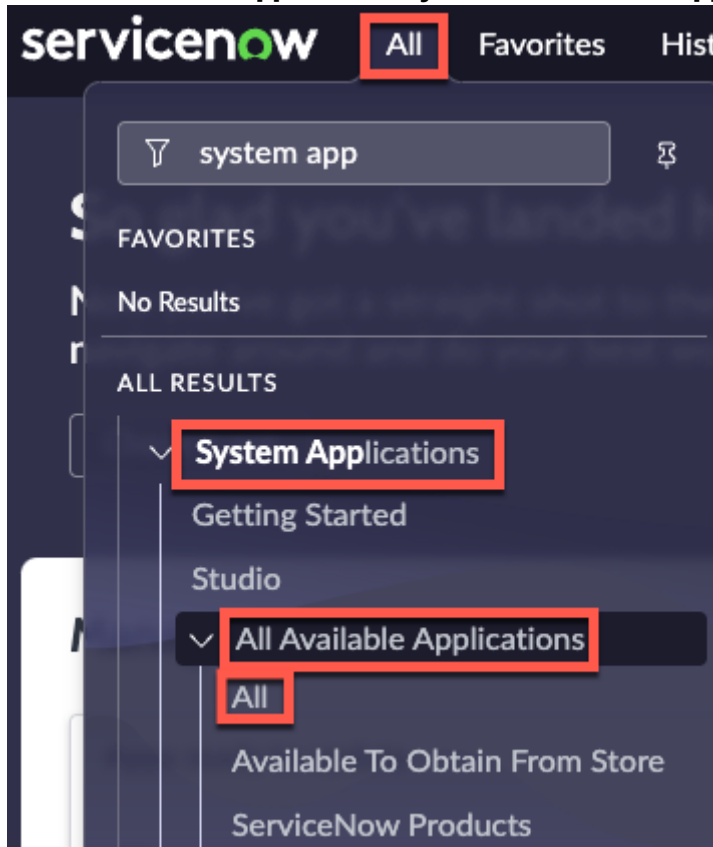 servicenow All Favorites Hist
system app
FAVORITES
No Results
ALL RESULTS
System Applications
Getting Started
Studio
All Available Applications
All
Available To Obtain From Store
ServiceNow Products